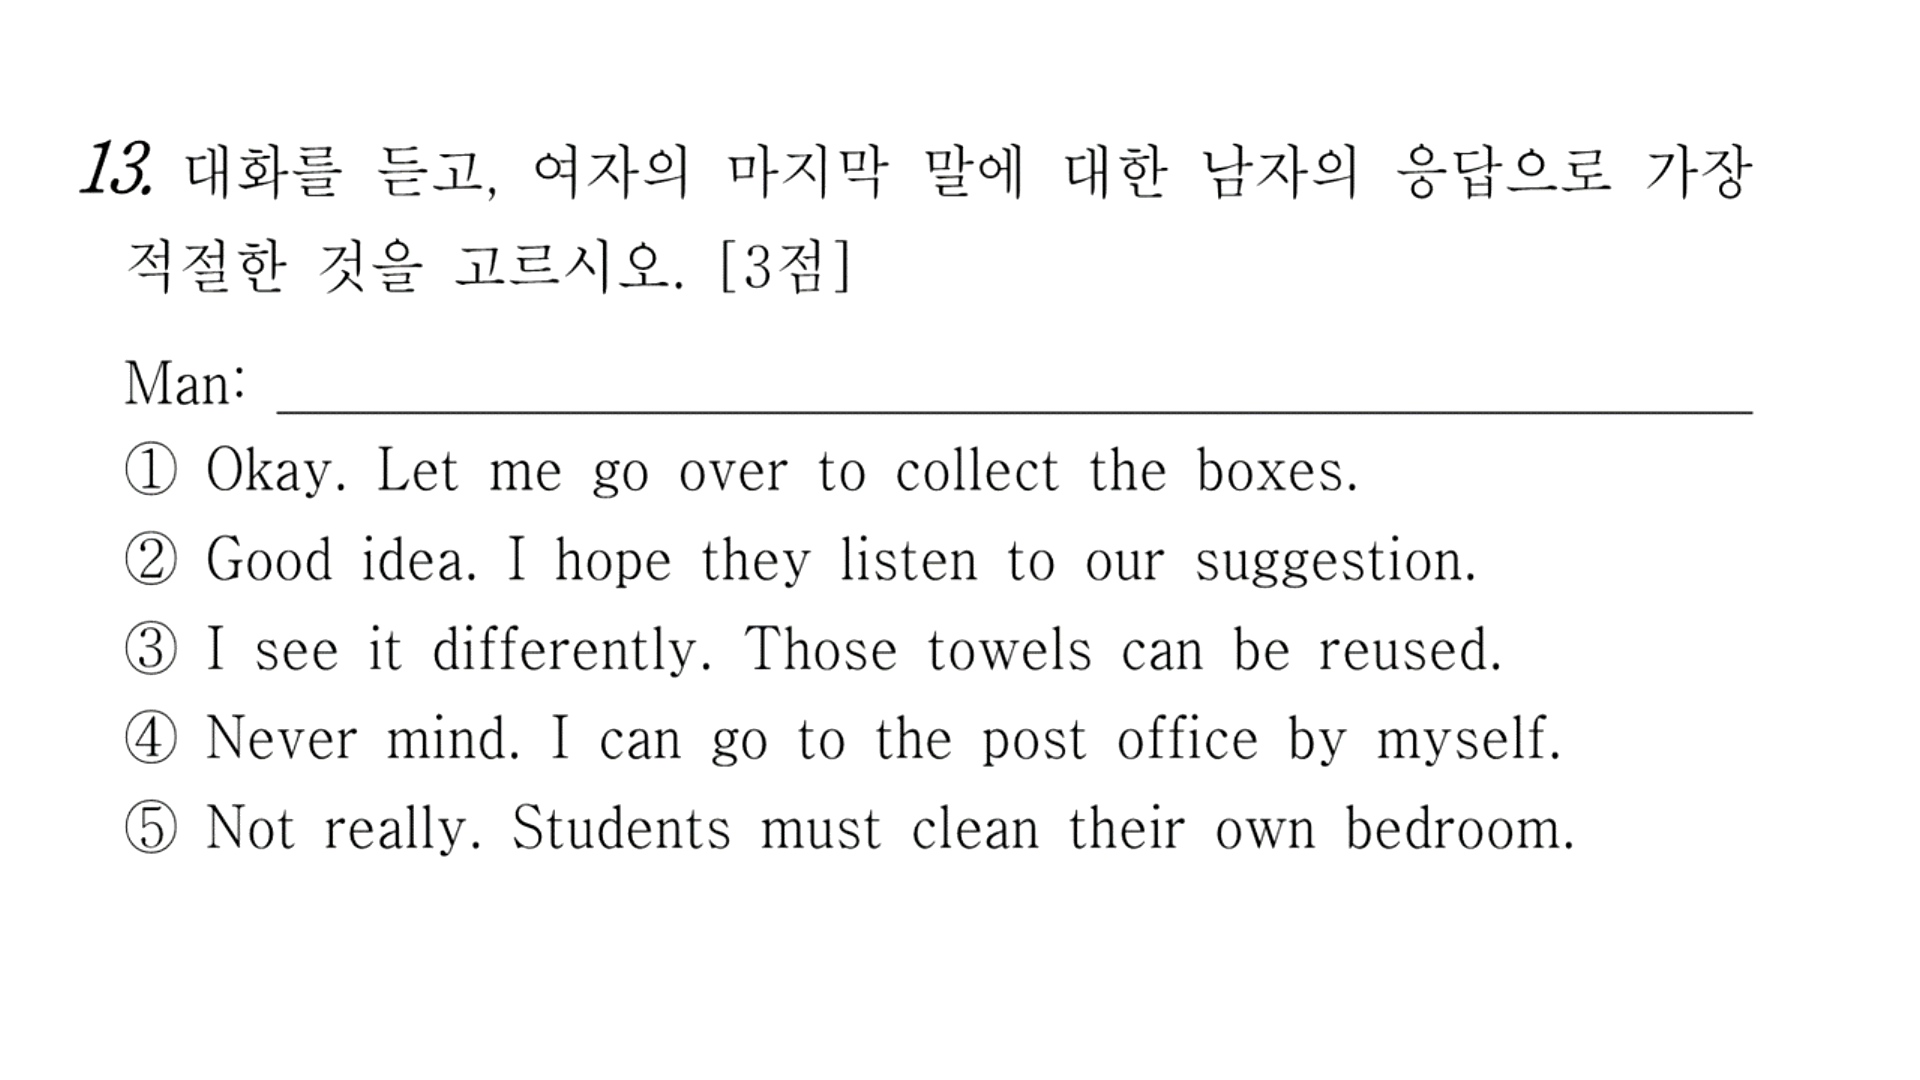 13. 대화를 듣고, 여자의 마지막 말에 대한 남자의 응답으로 가장
적절한 것을 고르시오. [3점]
Man: ______________________________
① Okay. Let me go over to collect the boxes.
② Good idea. I hope they listen to our suggestion.
③ I see it differently. Those towels can be reused.
④ Never mind. I can go to the post office by myself.
⑤ Not really. Students must clean their own bedroom.